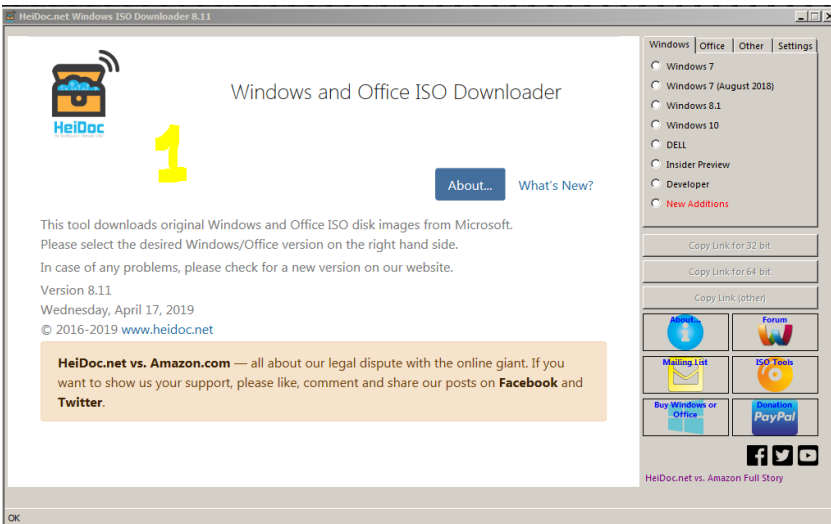 HeiDoc.net Windows ISO Downloader 8.11
HeiDoc
Windows and Office ISO Downloader
1
About...
What's New?
This tool downloads original Windows and Office ISO disk images from Microsoft.
Please select the desired Windows/Office version on the right hand side.
In case of any problems, please check for a new version on our website.
Version 8.11
Wednesday, April 17, 2019
© 2016-2019 www.heidoc.net
HeiDoc.net vs. Amazon.com — all about our legal dispute with the online giant. If you
want to show us your support, please like, comment and share our posts on Facebook and
Twitter.
Windows Office Other Settings
Windows 7
Windows 7 (August 2018)
Windows 8.1
Windows 10
DELL
Insider Preview
Developer
New Additions
Copy Link for 32 bit
Copy Link for 64 bit
Copy Link (other)
About...
Forum
Mailing List
ISO Tools
Buy Windows or
Office
Donation
PayPal
HeiDoc.net vs. Amazon Full Story
OK